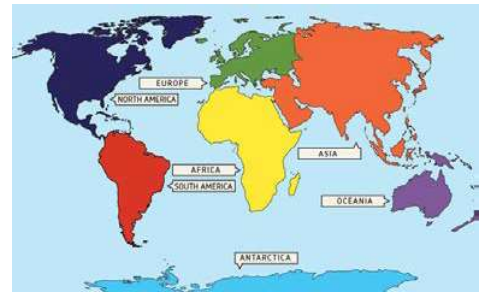 EUROPE
NORTH AMERICA
ASIA
AFRICA
SOUTH AMERICA
OCEANIA
ANTARCTICA